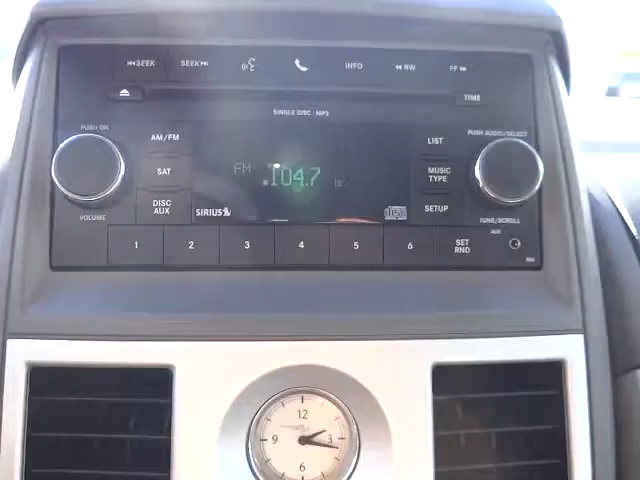 ⏮SEEK SEEK⏭ INFO ◀◀ RW FF ▶▶
TIME
SINGLE DISC · MP3
PUSH ON
PUSH AUDIO/SELECT
AM/FM
LIST
SAT
FM 104.7
MUSIC
TYPE
DISC
AUX
SIRIUS
SETUP
VOLUME
TUNE/SCROLL
AUX
1 2 3 4 5 6
SET
RND
12
9 3
6